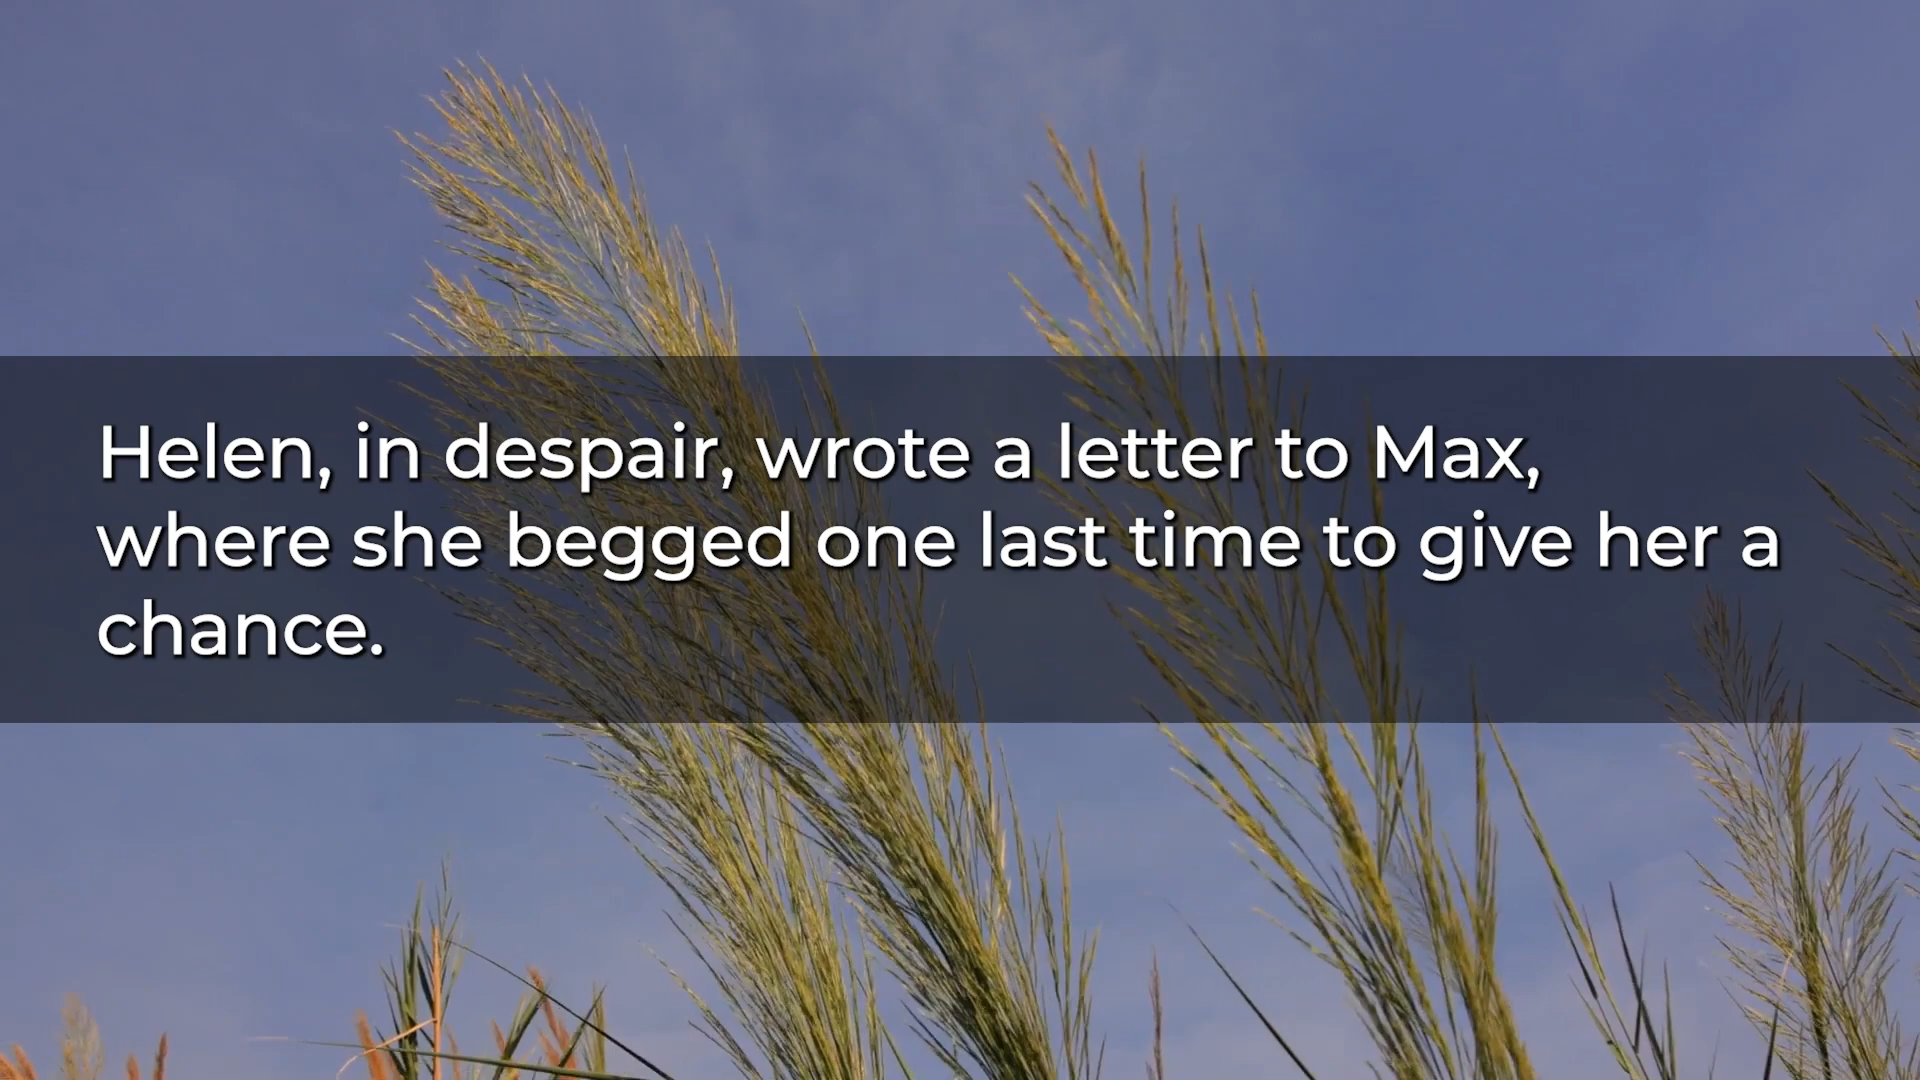 Helen, in despair, wrote a letter to Max,
where she begged one last time to give her a
chance.